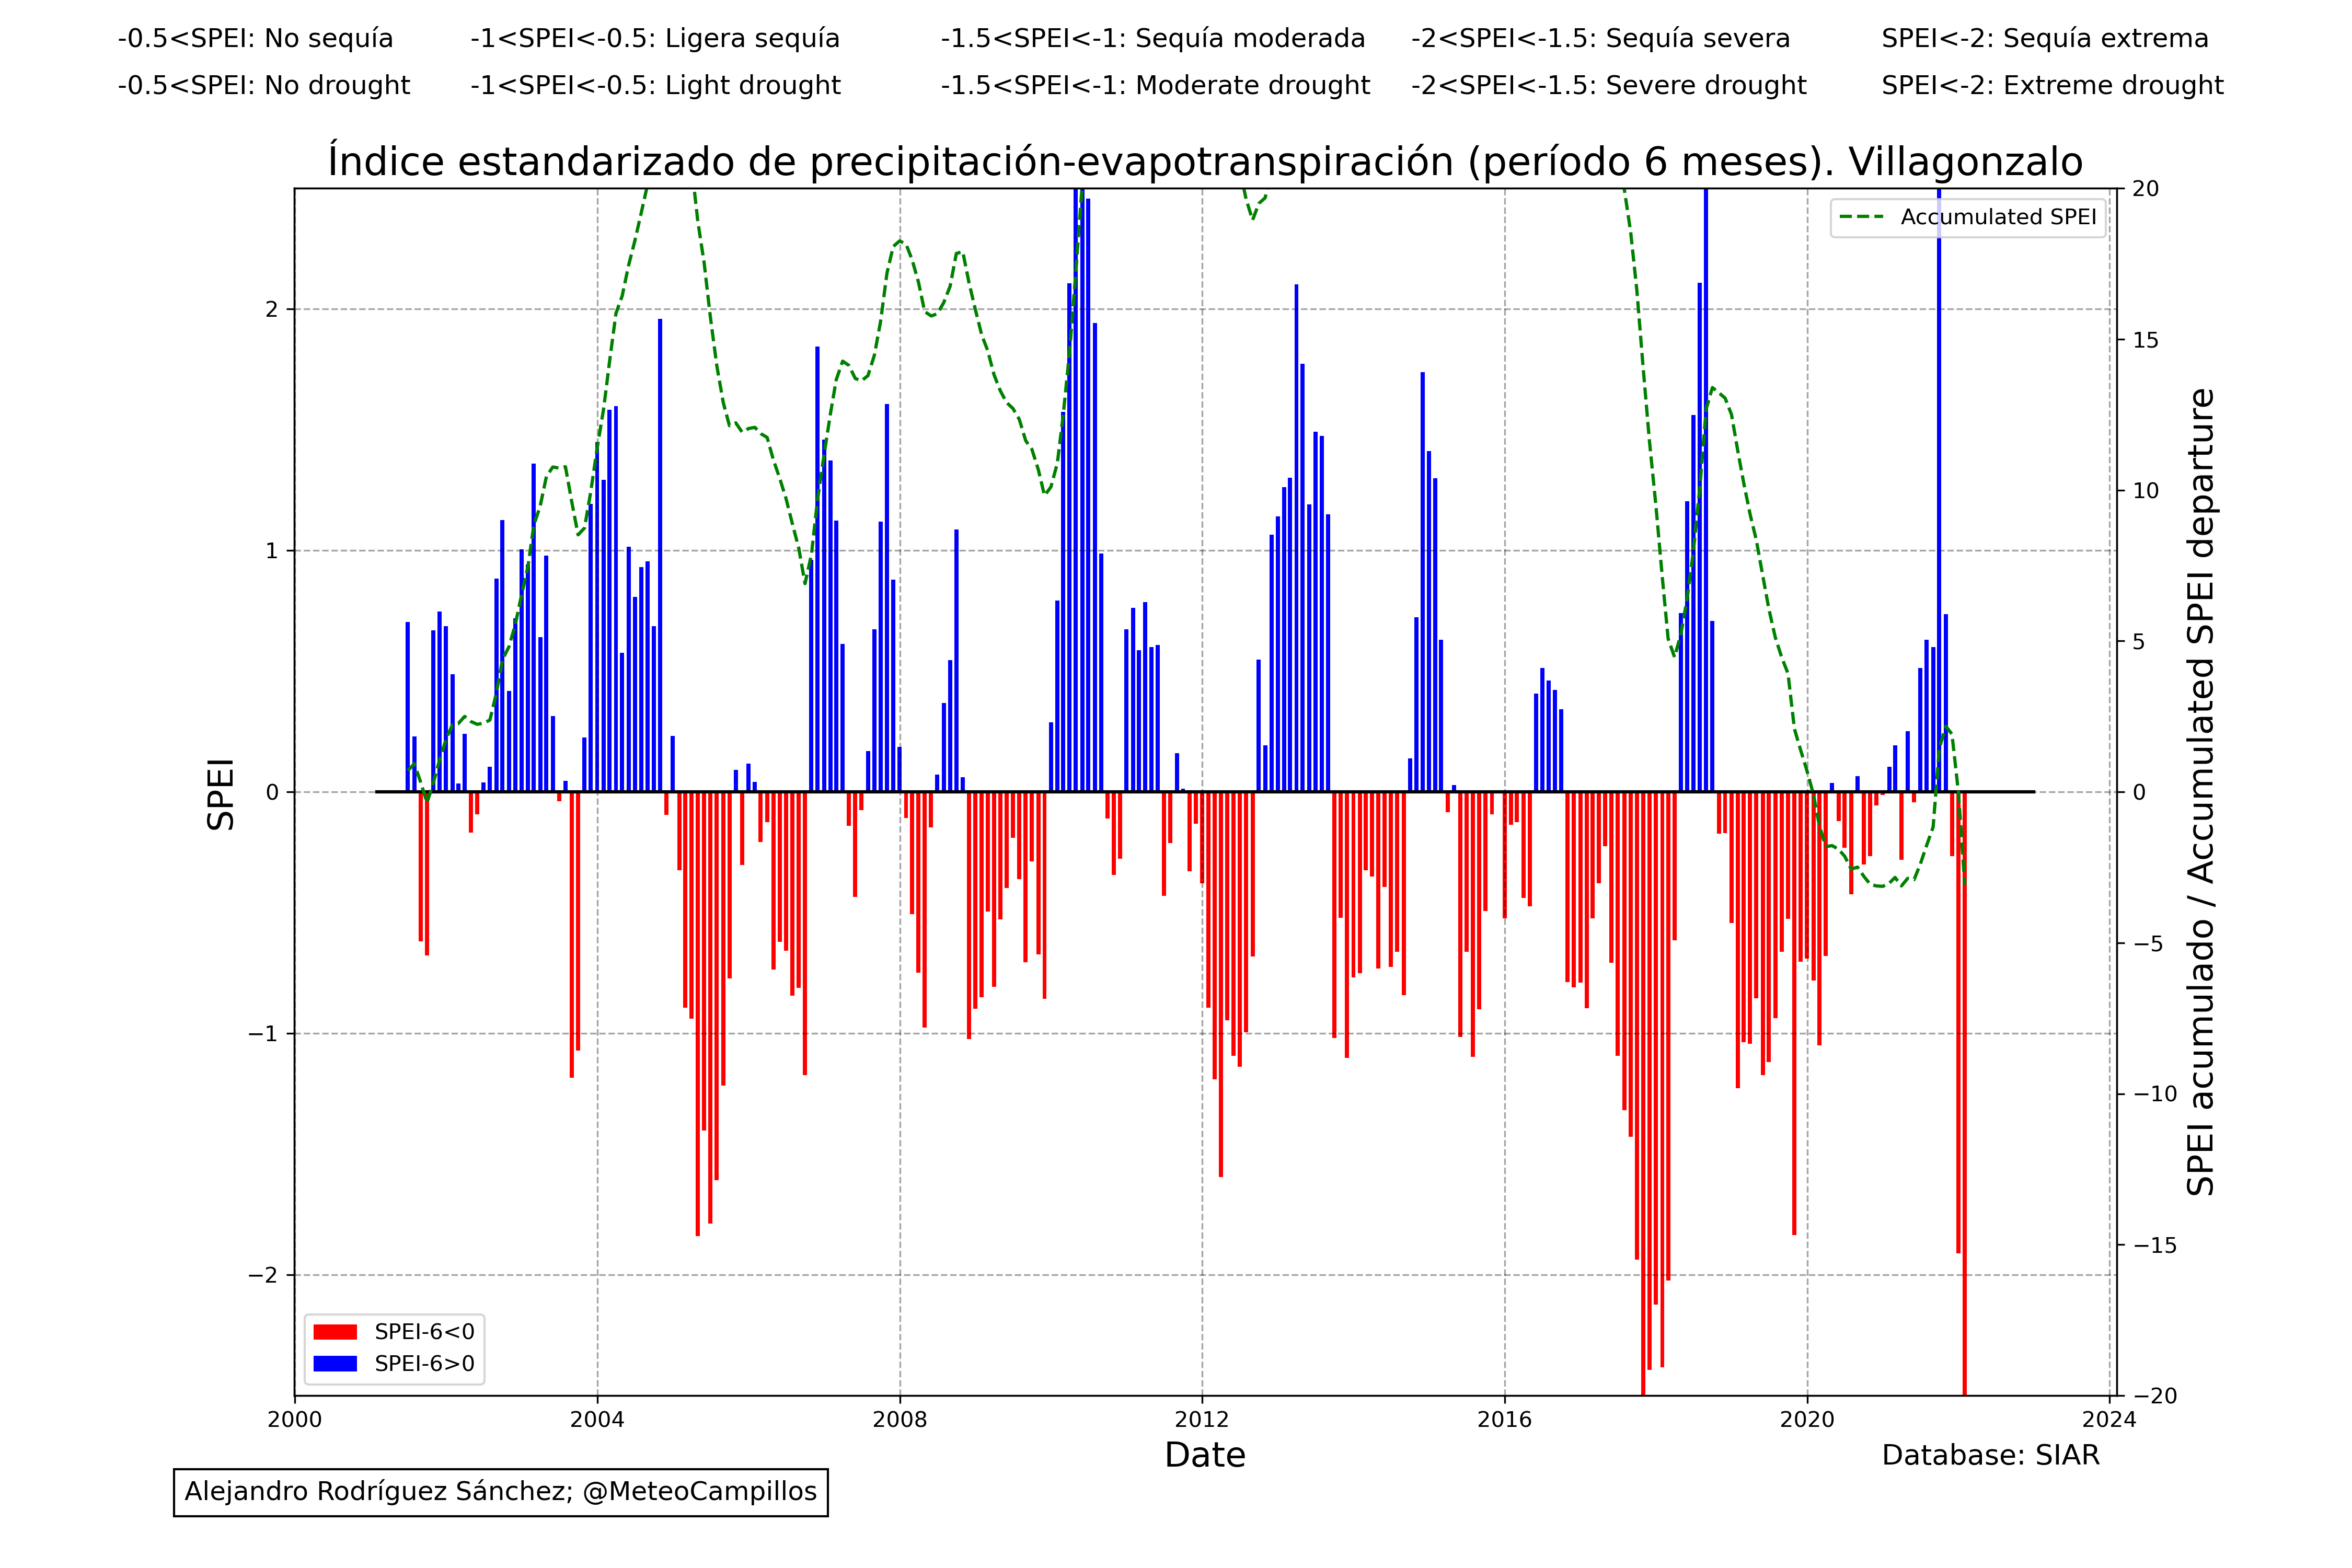 -0.5<SPEI: No sequía -1<SPEI<-0.5: Ligera sequía -1.5<SPEI<-1: Sequía moderada -2<SPEI<-1.5: Sequía severa SPEI<-2: Sequía extrema
-0.5<SPEI: No drought -1<SPEI<-0.5: Light drought -1.5<SPEI<-1: Moderate drought -2<SPEI<-1.5: Severe drought SPEI<-2: Extreme drought
Índice estandarizado de precipitación-evapotranspiración (período 6 meses). Villagonzalo
Accumulated SPEI
2
1
0
−1
−2
SPEI
20
15
10
5
0
−5
−10
−15
−20
SPEI acumulado / Accumulated SPEI departure
SPEI-6<0
SPEI-6>0
2000 2004 2008 2012 2016 2020 2024
Date
Database: SIAR
Alejandro Rodríguez Sánchez; @MeteoCampillos